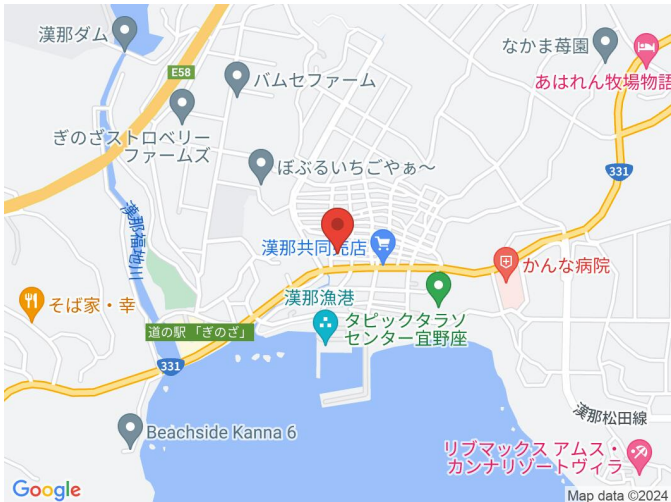 漢那ダム
E58
バムセファーム
なかま苺園
あはれん牧場物語
ぎのざストロベリー
ファームズ
ぼぶるいちごやぁ〜
331
漢那福地川
漢那共同売店
かんな病院
そば家・幸
漢那漁港
道の駅 「ぎのざ」
タピックタラソ
センター宜野座
331
漢那松田線
Beachside Kanna 6
リブマックス アムス・
カンナリゾートヴィラ
Google
Map data ©2024